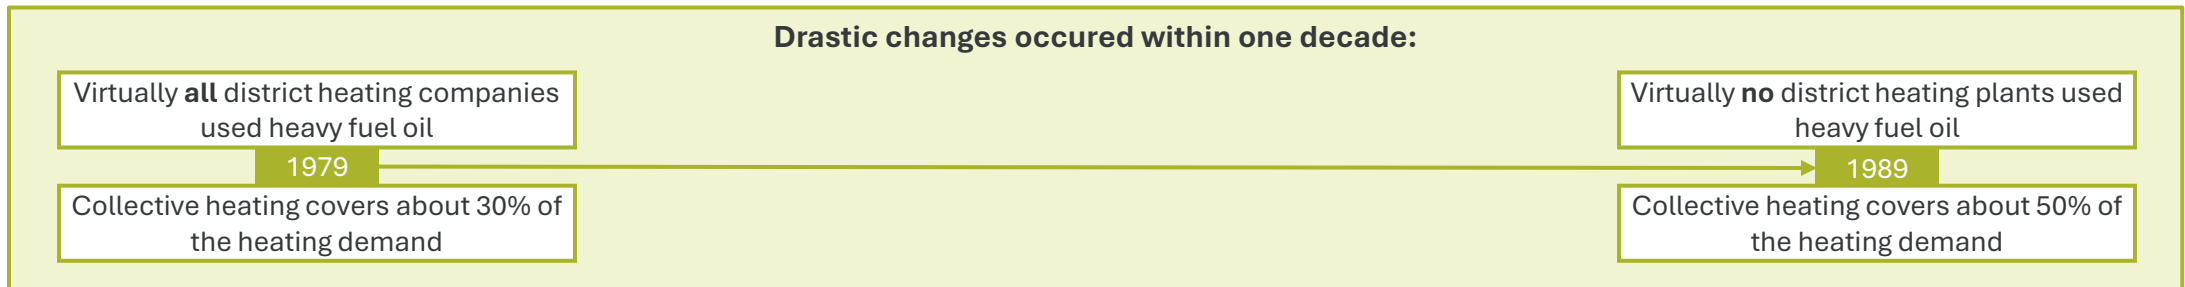 Drastic changes occured within one decade:
Virtually all district heating companies
used heavy fuel oil
1979
Collective heating covers about 30% of
the heating demand
Virtually no district heating plants used
heavy fuel oil
1989
Collective heating covers about 50% of
the heating demand